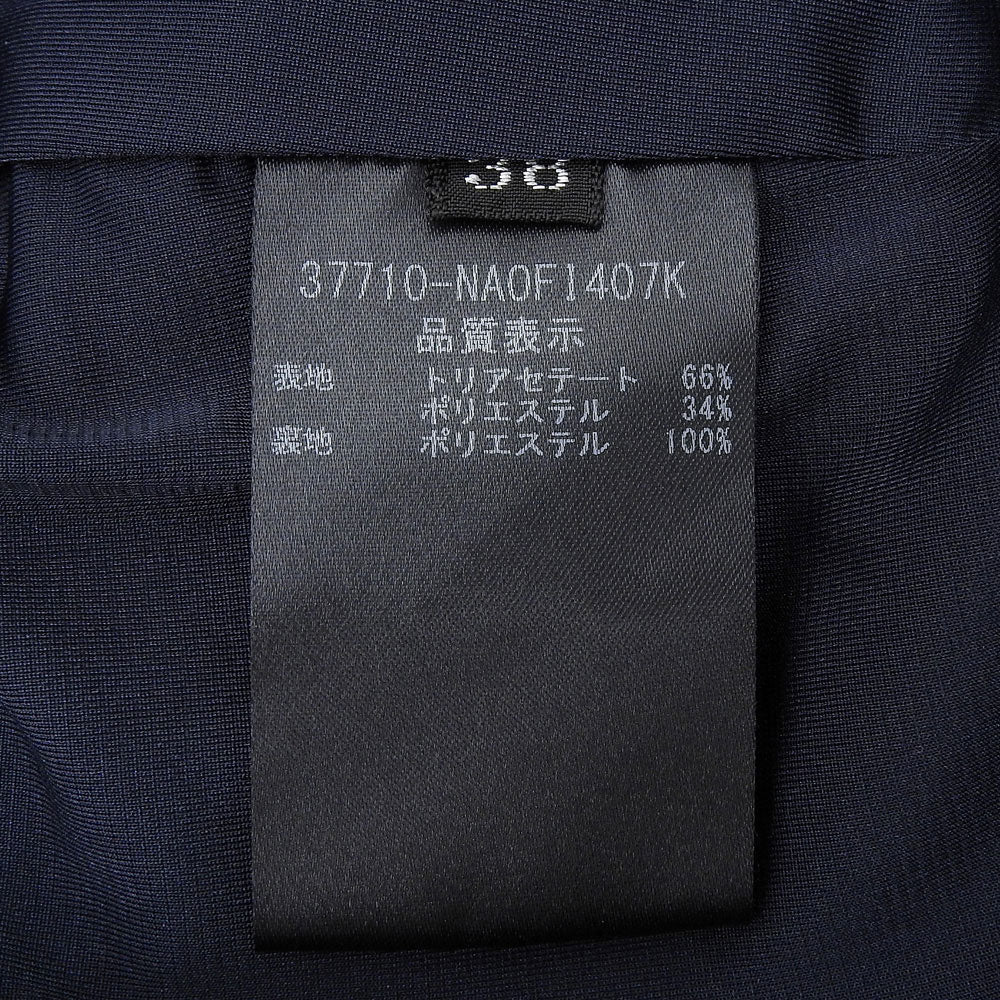 38
37710-NA0F1407K
品質表示
表地 トリアセテート 66%
ポリエステル 34%
裏地 ポリエステル 100%